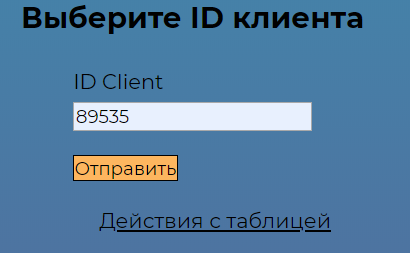 Выберите ID клиента
ID Client
89535
Отправить
Действия с таблицей